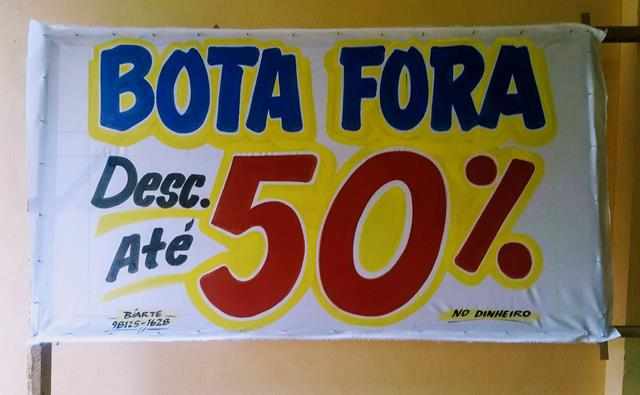 BOTA FORA
Desc.
Até
50%
BIARTE
98125-1628
NO DINHEIRO